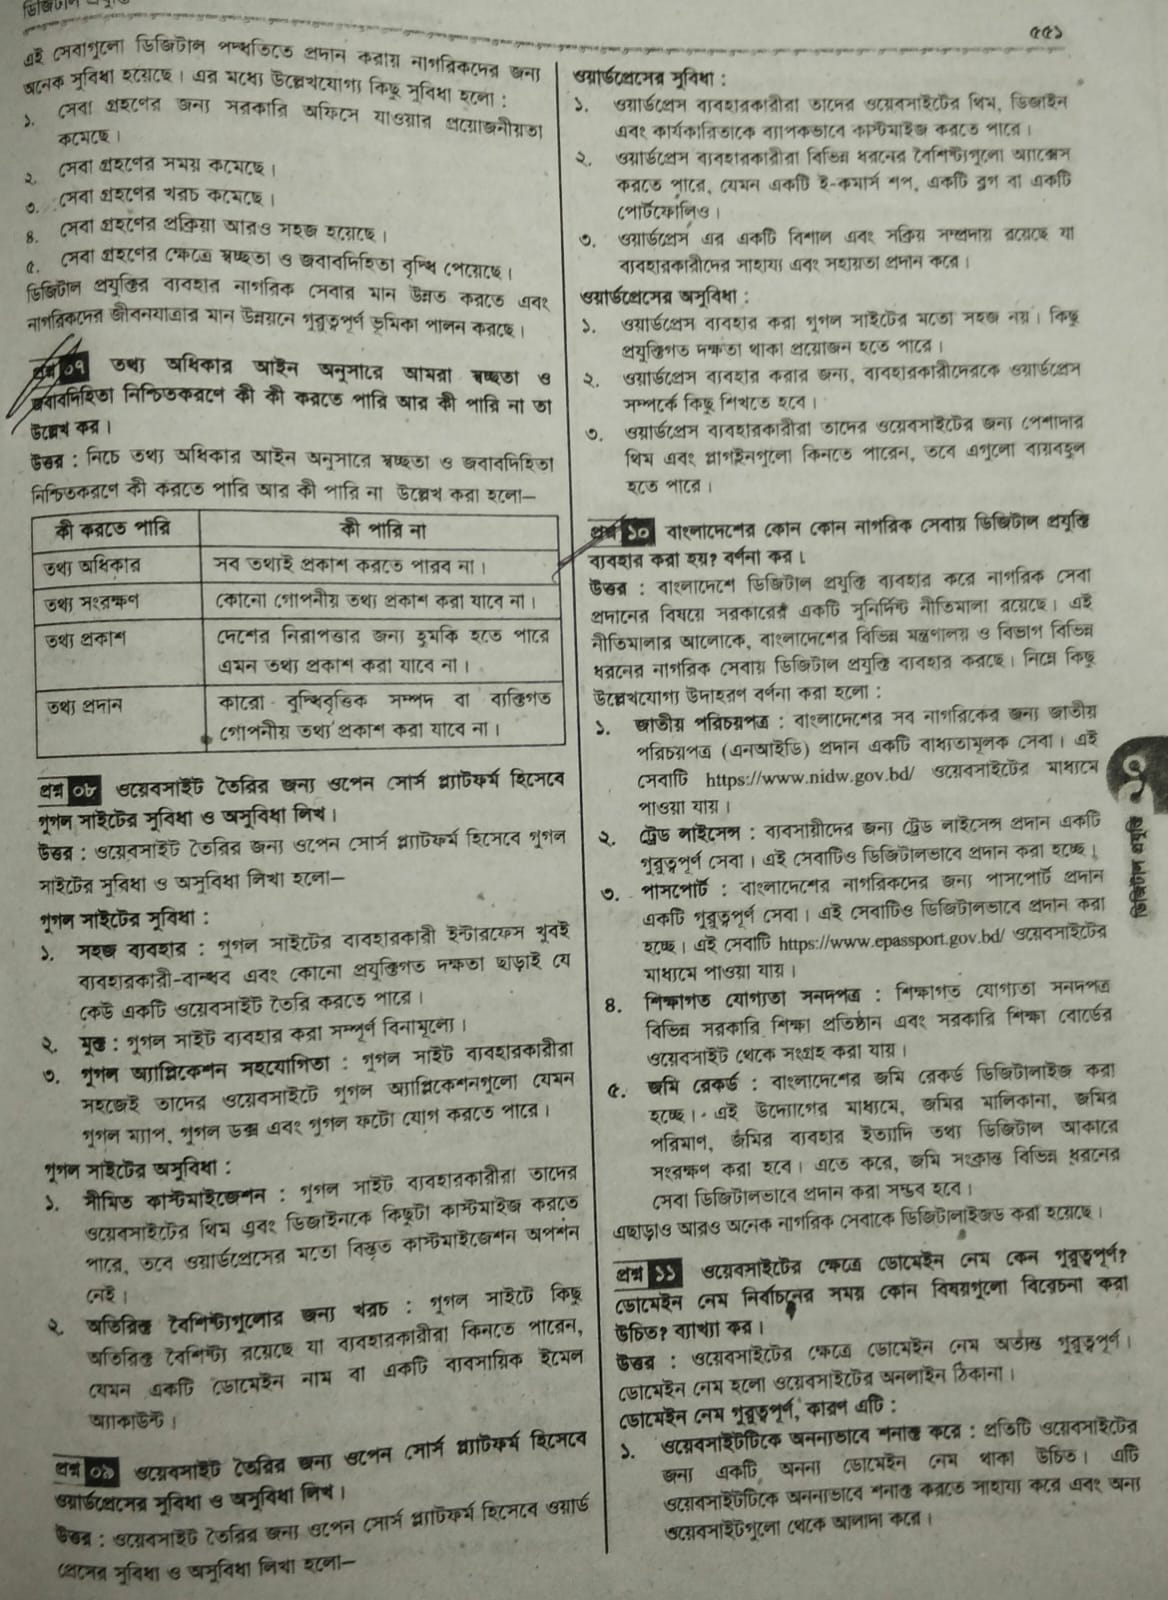 ডিজিটাল প্রযুক্তি
৫৫১
এই সেবাগুলো ডিজিটাল পদ্ধতিতে প্রদান করায় নাগরিকদের জন্য
অনেক সুবিধা হয়েছে। এর মধ্যে উল্লেখযোগ্য কিছু সুবিধা হলো :
১. সেবা গ্রহণের জন্য সরকারি অফিসে যাওয়ার প্রয়োজনীয়তা
কমেছে।
২. সেবা গ্রহণের সময় কমেছে।
৩. সেবা গ্রহণের খরচ কমেছে।
৪. সেবা গ্রহণের প্রক্রিয়া আরও সহজ হয়েছে।
৫. সেবা গ্রহণের ক্ষেত্রে স্বচ্ছতা ও জবাবদিহিতা বৃদ্ধি পেয়েছে।
ডিজিটাল প্রযুক্তির ব্যবহার নাগরিক সেবার মান উন্নত করতে এবং
নাগরিকদের জীবনযাত্রার মান উন্নয়নে গুরুত্বপূর্ণ ভূমিকা পালন করছে।
প্রশ্ন ০৭ তথ্য অধিকার আইন অনুসারে আমরা স্বচ্ছতা ও
জবাবদিহিতা নিশ্চিতকরণে কী কী করতে পারি আর কী পারি না তা
উল্লেখ কর।
উত্তর : নিচে তথ্য অধিকার আইন অনুসারে স্বচ্ছতা ও জবাবদিহিতা
নিশ্চিতকরণে কী করতে পারি আর কী পারি না উল্লেখ করা হলো—
কী করতে পারি কী পারি না
তথ্য অধিকার সব তথ্যই প্রকাশ করতে পারব না।
তথ্য সংরক্ষণ কোনো গোপনীয় তথ্য প্রকাশ করা যাবে না।
তথ্য প্রকাশ দেশের নিরাপত্তার জন্য হুমকি হতে পারে
এমন তথ্য প্রকাশ করা যাবে না।
তথ্য প্রদান কারো বুদ্ধিবৃত্তিক সম্পদ বা ব্যক্তিগত
গোপনীয় তথ্য প্রকাশ করা যাবে না।
প্রশ্ন ০৮ ওয়েবসাইট তৈরির জন্য ওপেন সোর্স প্ল্যাটফর্ম হিসেবে
গুগল সাইটের সুবিধা ও অসুবিধা লিখ।
উত্তর : ওয়েবসাইট তৈরির জন্য ওপেন সোর্স প্ল্যাটফর্ম হিসেবে গুগল
সাইটের সুবিধা ও অসুবিধা লিখা হলো—
গুগল সাইটের সুবিধা :
১. সহজ ব্যবহার : গুগল সাইটের ব্যবহারকারী ইন্টারফেস খুবই
ব্যবহারকারী-বান্ধব এবং কোনো প্রযুক্তিগত দক্ষতা ছাড়াই যে
কেউ একটি ওয়েবসাইট তৈরি করতে পারে।
২. মুক্ত : গুগল সাইট ব্যবহার করা সম্পূর্ণ বিনামূল্যে।
৩. গুগল অ্যাপ্লিকেশন সহযোগিতা : গুগল সাইট ব্যবহারকারীরা
সহজেই তাদের ওয়েবসাইটে গুগল অ্যাপ্লিকেশনগুলো যেমন
গুগল ম্যাপ, গুগল ডক্স এবং গুগল ফটো যোগ করতে পারে।
গুগল সাইটের অসুবিধা :
১. সীমিত কাস্টমাইজেশন : গুগল সাইট ব্যবহারকারীরা তাদের
ওয়েবসাইটের থিম এবং ডিজাইনকে কিছুটা কাস্টমাইজ করতে
পারে, তবে ওয়ার্ডপ্রেসের মতো বিস্তৃত কাস্টমাইজেশন অপশন
নেই।
২. অতিরিক্ত বৈশিষ্ট্যগুলোর জন্য খরচ : গুগল সাইটে কিছু
অতিরিক্ত বৈশিষ্ট্য রয়েছে যা ব্যবহারকারীরা কিনতে পারেন,
যেমন একটি ডোমেইন নাম বা একটি ব্যবসায়িক ইমেল
অ্যাকাউন্ট।
প্রশ্ন ০৯ ওয়েবসাইট তৈরির জন্য ওপেন সোর্স প্ল্যাটফর্ম হিসেবে
ওয়ার্ডপ্রেসের সুবিধা ও অসুবিধা লিখ।
উত্তর : ওয়েবসাইট তৈরির জন্য ওপেন সোর্স প্ল্যাটফর্ম হিসেবে ওয়ার্ড
প্রেসের সুবিধা ও অসুবিধা লিখা হলো—
ওয়ার্ডপ্রেসের সুবিধা :
১. ওয়ার্ডপ্রেস ব্যবহারকারীরা তাদের ওয়েবসাইটের থিম, ডিজাইন
এবং কার্যকারিতাকে ব্যাপকভাবে কাস্টমাইজ করতে পারে।
২. ওয়ার্ডপ্রেস ব্যবহারকারীরা বিভিন্ন ধরনের বৈশিষ্ট্যগুলো অ্যাক্সেস
করতে পারে, যেমন একটি ই-কমার্স শপ, একটি ব্লগ বা একটি
পোর্টফোলিও।
৩. ওয়ার্ডপ্রেস এর একটি বিশাল এবং সক্রিয় সম্প্রদায় রয়েছে যা
ব্যবহারকারীদের সাহায্য এবং সহায়তা প্রদান করে।
ওয়ার্ডপ্রেসের অসুবিধা :
১. ওয়ার্ডপ্রেস ব্যবহার করা গুগল সাইটের মতো সহজ নয়। কিছু
প্রযুক্তিগত দক্ষতা থাকা প্রয়োজন হতে পারে।
২. ওয়ার্ডপ্রেস ব্যবহার করার জন্য, ব্যবহারকারীদেরকে ওয়ার্ডপ্রেস
সম্পর্কে কিছু শিখতে হবে।
৩. ওয়ার্ডপ্রেস ব্যবহারকারীরা তাদের ওয়েবসাইটের জন্য পেশাদার
থিম এবং প্লাগইনগুলো কিনতে পারেন, তবে এগুলো ব্যয়বহুল
হতে পারে।
প্রশ্ন ১০ বাংলাদেশের কোন কোন নাগরিক সেবায় ডিজিটাল প্রযুক্তি
ব্যবহার করা হয়? বর্ণনা কর।
উত্তর : বাংলাদেশে ডিজিটাল প্রযুক্তি ব্যবহার করে নাগরিক সেবা
প্রদানের বিষয়ে সরকারের একটি সুনির্দিষ্ট নীতিমালা রয়েছে। এই
নীতিমালার আলোকে, বাংলাদেশের বিভিন্ন মন্ত্রণালয় ও বিভাগ বিভিন্ন
ধরনের নাগরিক সেবায় ডিজিটাল প্রযুক্তি ব্যবহার করছে। নিম্নে কিছু
উল্লেখযোগ্য উদাহরণ বর্ণনা করা হলো :
১. জাতীয় পরিচয়পত্র : বাংলাদেশের সব নাগরিকের জন্য জাতীয়
পরিচয়পত্র (এনআইডি) প্রদান একটি বাধ্যতামূলক সেবা। এই
সেবাটি https://www.nidw.gov.bd/ ওয়েবসাইটের মাধ্যমে
পাওয়া যায়।
২. ট্রেড লাইসেন্স : ব্যবসায়ীদের জন্য ট্রেড লাইসেন্স প্রদান একটি
গুরুত্বপূর্ণ সেবা। এই সেবাটিও ডিজিটালভাবে প্রদান করা হচ্ছে।
৩. পাসপোর্ট : বাংলাদেশের নাগরিকদের জন্য পাসপোর্ট প্রদান
একটি গুরুত্বপূর্ণ সেবা। এই সেবাটিও ডিজিটালভাবে প্রদান করা
হচ্ছে। এই সেবাটি https://www.epassport.gov.bd/ ওয়েবসাইটের
মাধ্যমে পাওয়া যায়।
৪. শিক্ষাগত যোগ্যতা সনদপত্র : শিক্ষাগত যোগ্যতা সনদপত্র
বিভিন্ন সরকারি শিক্ষা প্রতিষ্ঠান এবং সরকারি শিক্ষা বোর্ডের
ওয়েবসাইট থেকে সংগ্রহ করা যায়।
৫. জমি রেকর্ড : বাংলাদেশের জমি রেকর্ড ডিজিটালাইজ করা
হচ্ছে। এই উদ্যোগের মাধ্যমে, জমির মালিকানা, জমির
পরিমাণ, জমির ব্যবহার ইত্যাদি তথ্য ডিজিটাল আকারে
সংরক্ষণ করা হবে। এতে করে, জমি সংক্রান্ত বিভিন্ন ধরনের
সেবা ডিজিটালভাবে প্রদান করা সম্ভব হবে।
এছাড়াও আরও অনেক নাগরিক সেবাকে ডিজিটালাইজড করা হয়েছে।
প্রশ্ন ১১ ওয়েবসাইটের ক্ষেত্রে ডোমেইন নেম কেন গুরুত্বপূর্ণ?
ডোমেইন নেম নির্বাচনের সময় কোন বিষয়গুলো বিবেচনা করা
উচিত? ব্যাখ্যা কর।
উত্তর : ওয়েবসাইটের ক্ষেত্রে ডোমেইন নেম অত্যন্ত গুরুত্বপূর্ণ।
ডোমেইন নেম হলো ওয়েবসাইটের অনলাইন ঠিকানা।
ডোমেইন নেম গুরুত্বপূর্ণ, কারণ এটি :
১. ওয়েবসাইটটিকে অনন্যভাবে শনাক্ত করে : প্রতিটি ওয়েবসাইটের
জন্য একটি অনন্য ডোমেইন নেম থাকা উচিত। এটি
ওয়েবসাইটটিকে অনন্যভাবে শনাক্ত করতে সাহায্য করে এবং অন্য
ওয়েবসাইটগুলো থেকে আলাদা করে।
১০
ডিজিটাল প্রযুক্তি